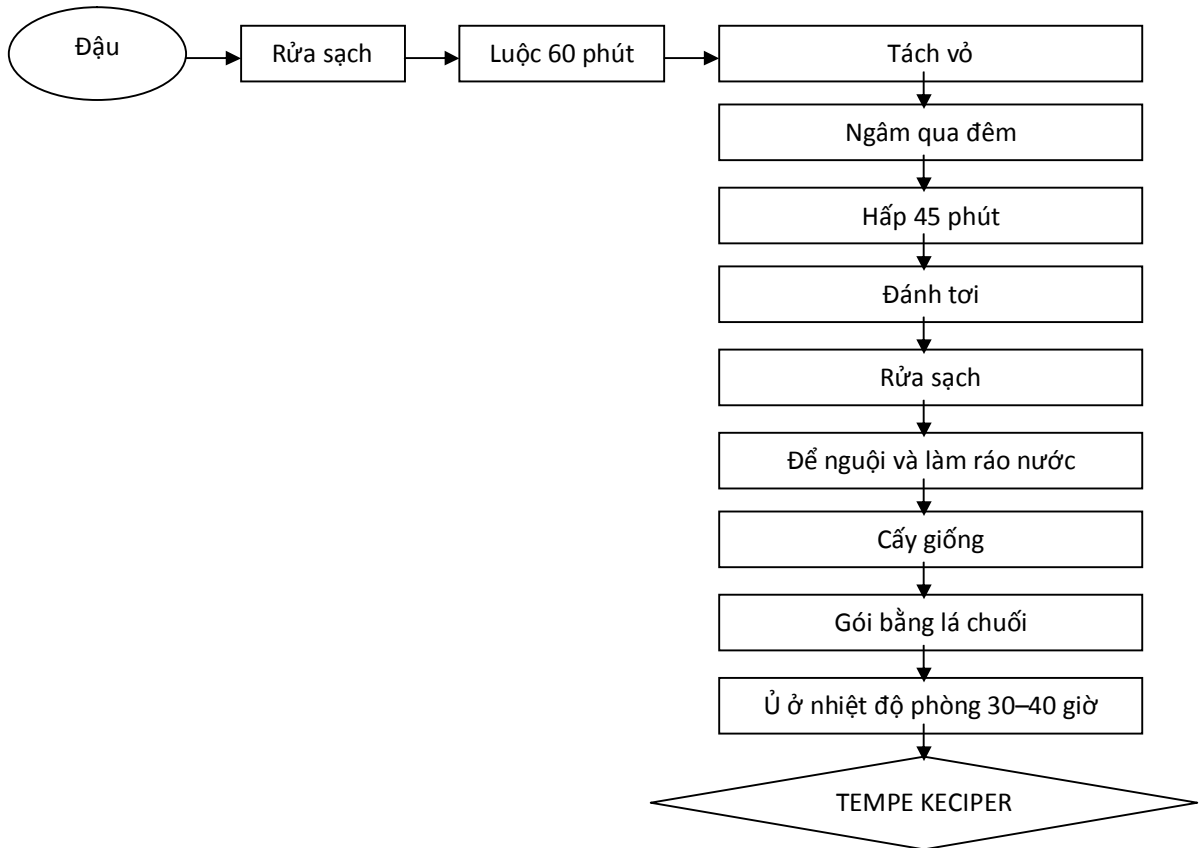 Đậu
Rửa sạch
Luộc 60 phút
Tách vỏ
Ngâm qua đêm
Hấp 45 phút
Đánh tơi
Rửa sạch
Để nguội và làm ráo nước
Cấy giống
Gói bằng lá chuối
Ủ ở nhiệt độ phòng 30–40 giờ
TEMPE KECIPER